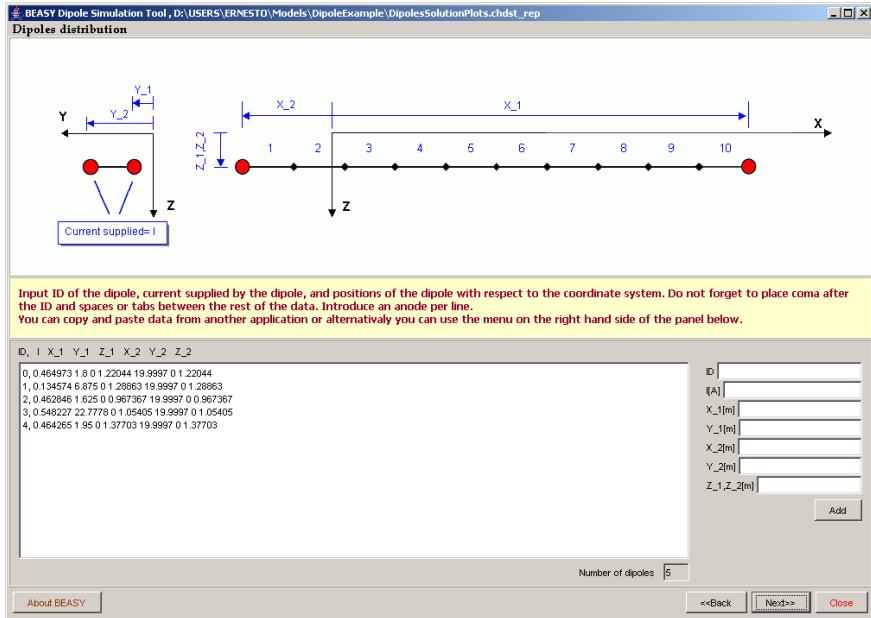 BEASY Dipole Simulation Tool , D:\USERS\ERNESTO\Models\DipoleExample\DipolesSolutionPlots.chdst_rep
Dipoles distribution
Y_1
Y_2
Y
Z
Current supplied= I
X_2
X_1
X
Z_1,Z_2
1 2 3 4 5 6 7 8 9 10
Z
Input ID of the dipole, current supplied by the dipole, and positions of the dipole with respect to the coordinate system. Do not forget to place coma after
the ID and spaces or tabs between the rest of the data. Introduce an anode per line.
You can copy and paste data from another application or alternativaly you can use the menu on the right hand side of the panel below.
ID, I X_1 Y_1 Z_1 X_2 Y_2 Z_2
0, 0.464973 1.8 0 1.22044 19.9997 0 1.22044
1, 0.134574 6.875 0 1.28863 19.9997 0 1.28863
2, 0.462846 1.625 0 0.967367 19.9997 0 0.967367
3, 0.548227 22.7778 0 1.05405 19.9997 0 1.05405
4, 0.464265 1.95 0 1.37703 19.9997 0 1.37703
ID
I[A]
X_1[m]
Y_1[m]
X_2[m]
Y_2[m]
Z_1,Z_2[m]
Add
Number of dipoles 5
About BEASY
<<Back
Next>>
Close